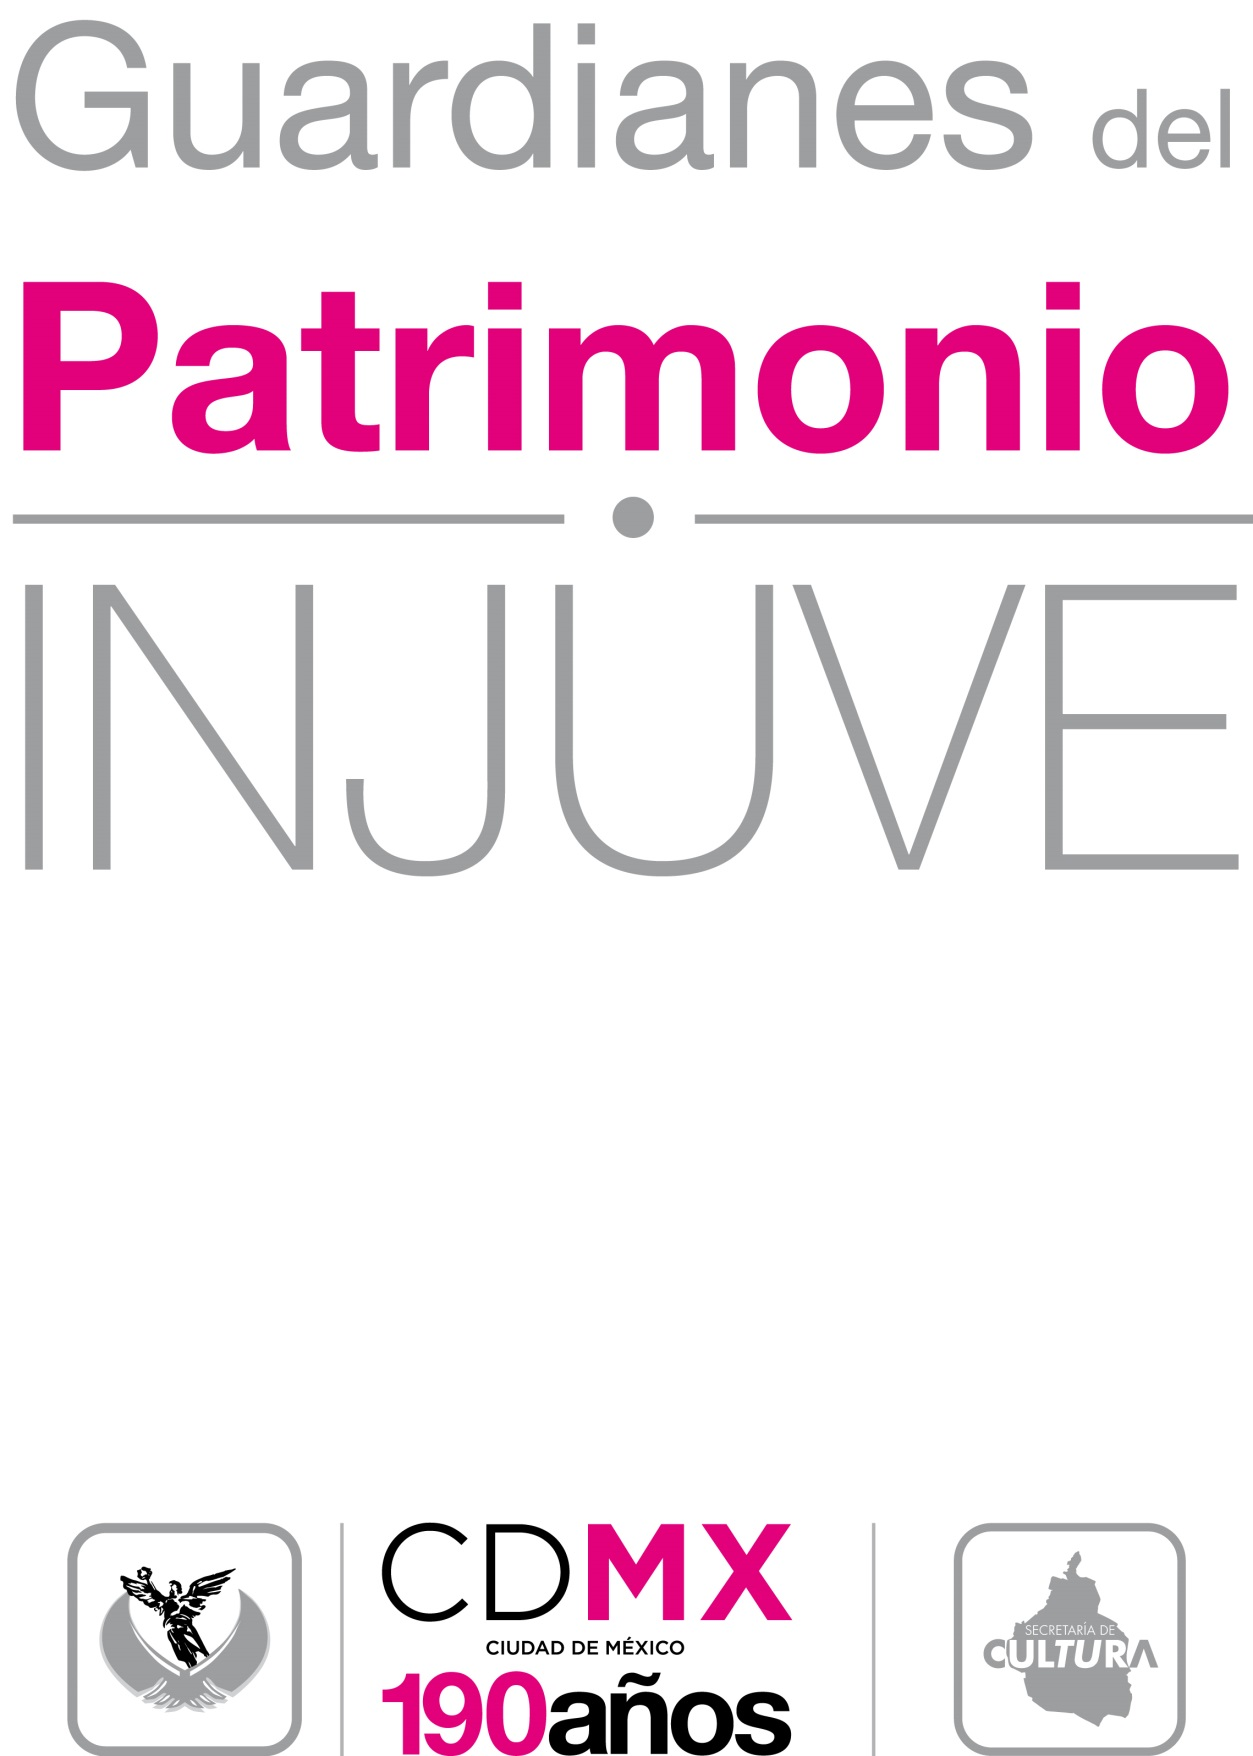 Guardianes del
Patrimonio
INJUVE
CDMX
CIUDAD DE MÉXICO
190años
SECRETARÍA DE
CULTURA